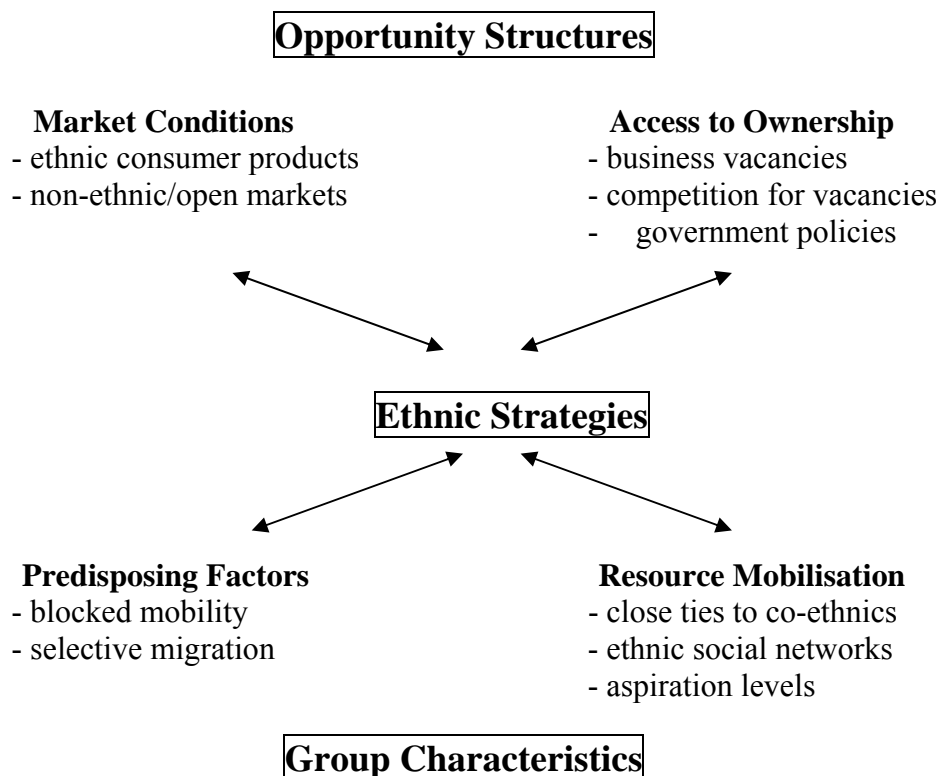 Opportunity Structures
Market Conditions
- ethnic consumer products
- non-ethnic/open markets
Access to Ownership
- business vacancies
- competition for vacancies
- government policies
Ethnic Strategies
Predisposing Factors
- blocked mobility
- selective migration
Resource Mobilisation
- close ties to co-ethnics
- ethnic social networks
- aspiration levels
Group Characteristics